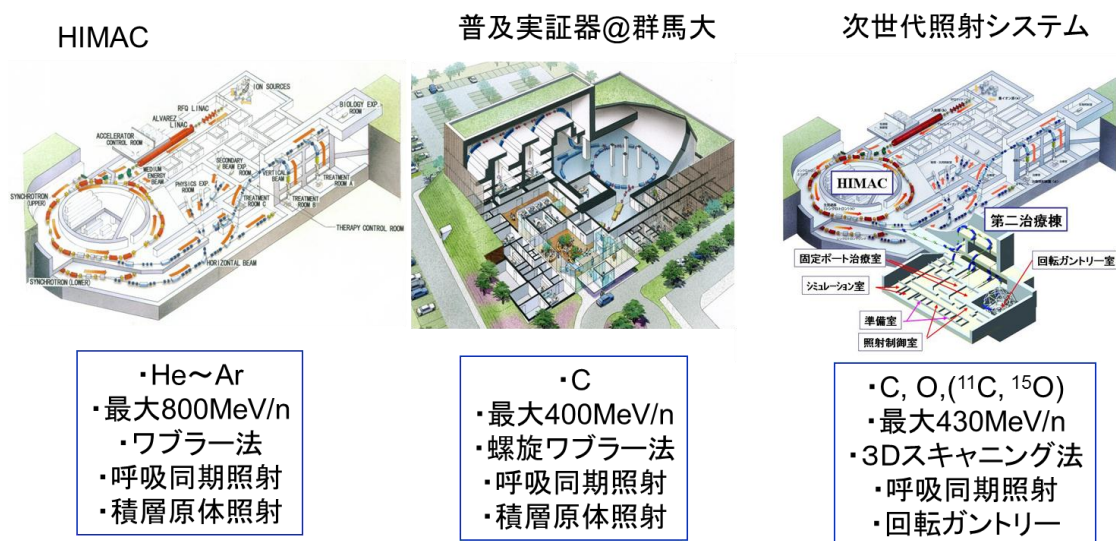 HIMAC
普及実証器@群馬大
次世代照射システム
ION SOURCES
RFQ LINAC
ALVAREZ
LINAC
ACCELERATOR
CONTROL ROOM
BIOLOGY EXP.
ROOM
MEDIUM
ENERGY
BEAM
SECONDARY
BEAM EXP.
ROOM
PHYSICS EXP.
ROOM
VERTICAL
BEAM
TREATMENT
ROOM A
TREATMENT
ROOM B
TREATMENT
ROOM C
THERAPY CONTROL ROOM
SYNCHROTRON
(UPPER)
HORIZONTAL BEAM
SYNCHROTRON (LOWER)
HIMAC
第二治療棟
固定ポート治療室
回転ガントリー室
シミュレーション室
準備室
照射制御室
・He～Ar
・最大800MeV/n
・ワブラー法
・呼吸同期照射
・積層原体照射
・C
・最大400MeV/n
・螺旋ワブラー法
・呼吸同期照射
・積層原体照射
・C, O,(¹¹C, ¹⁵O)
・最大430MeV/n
・3Dスキャニング法
・呼吸同期照射
・回転ガントリー